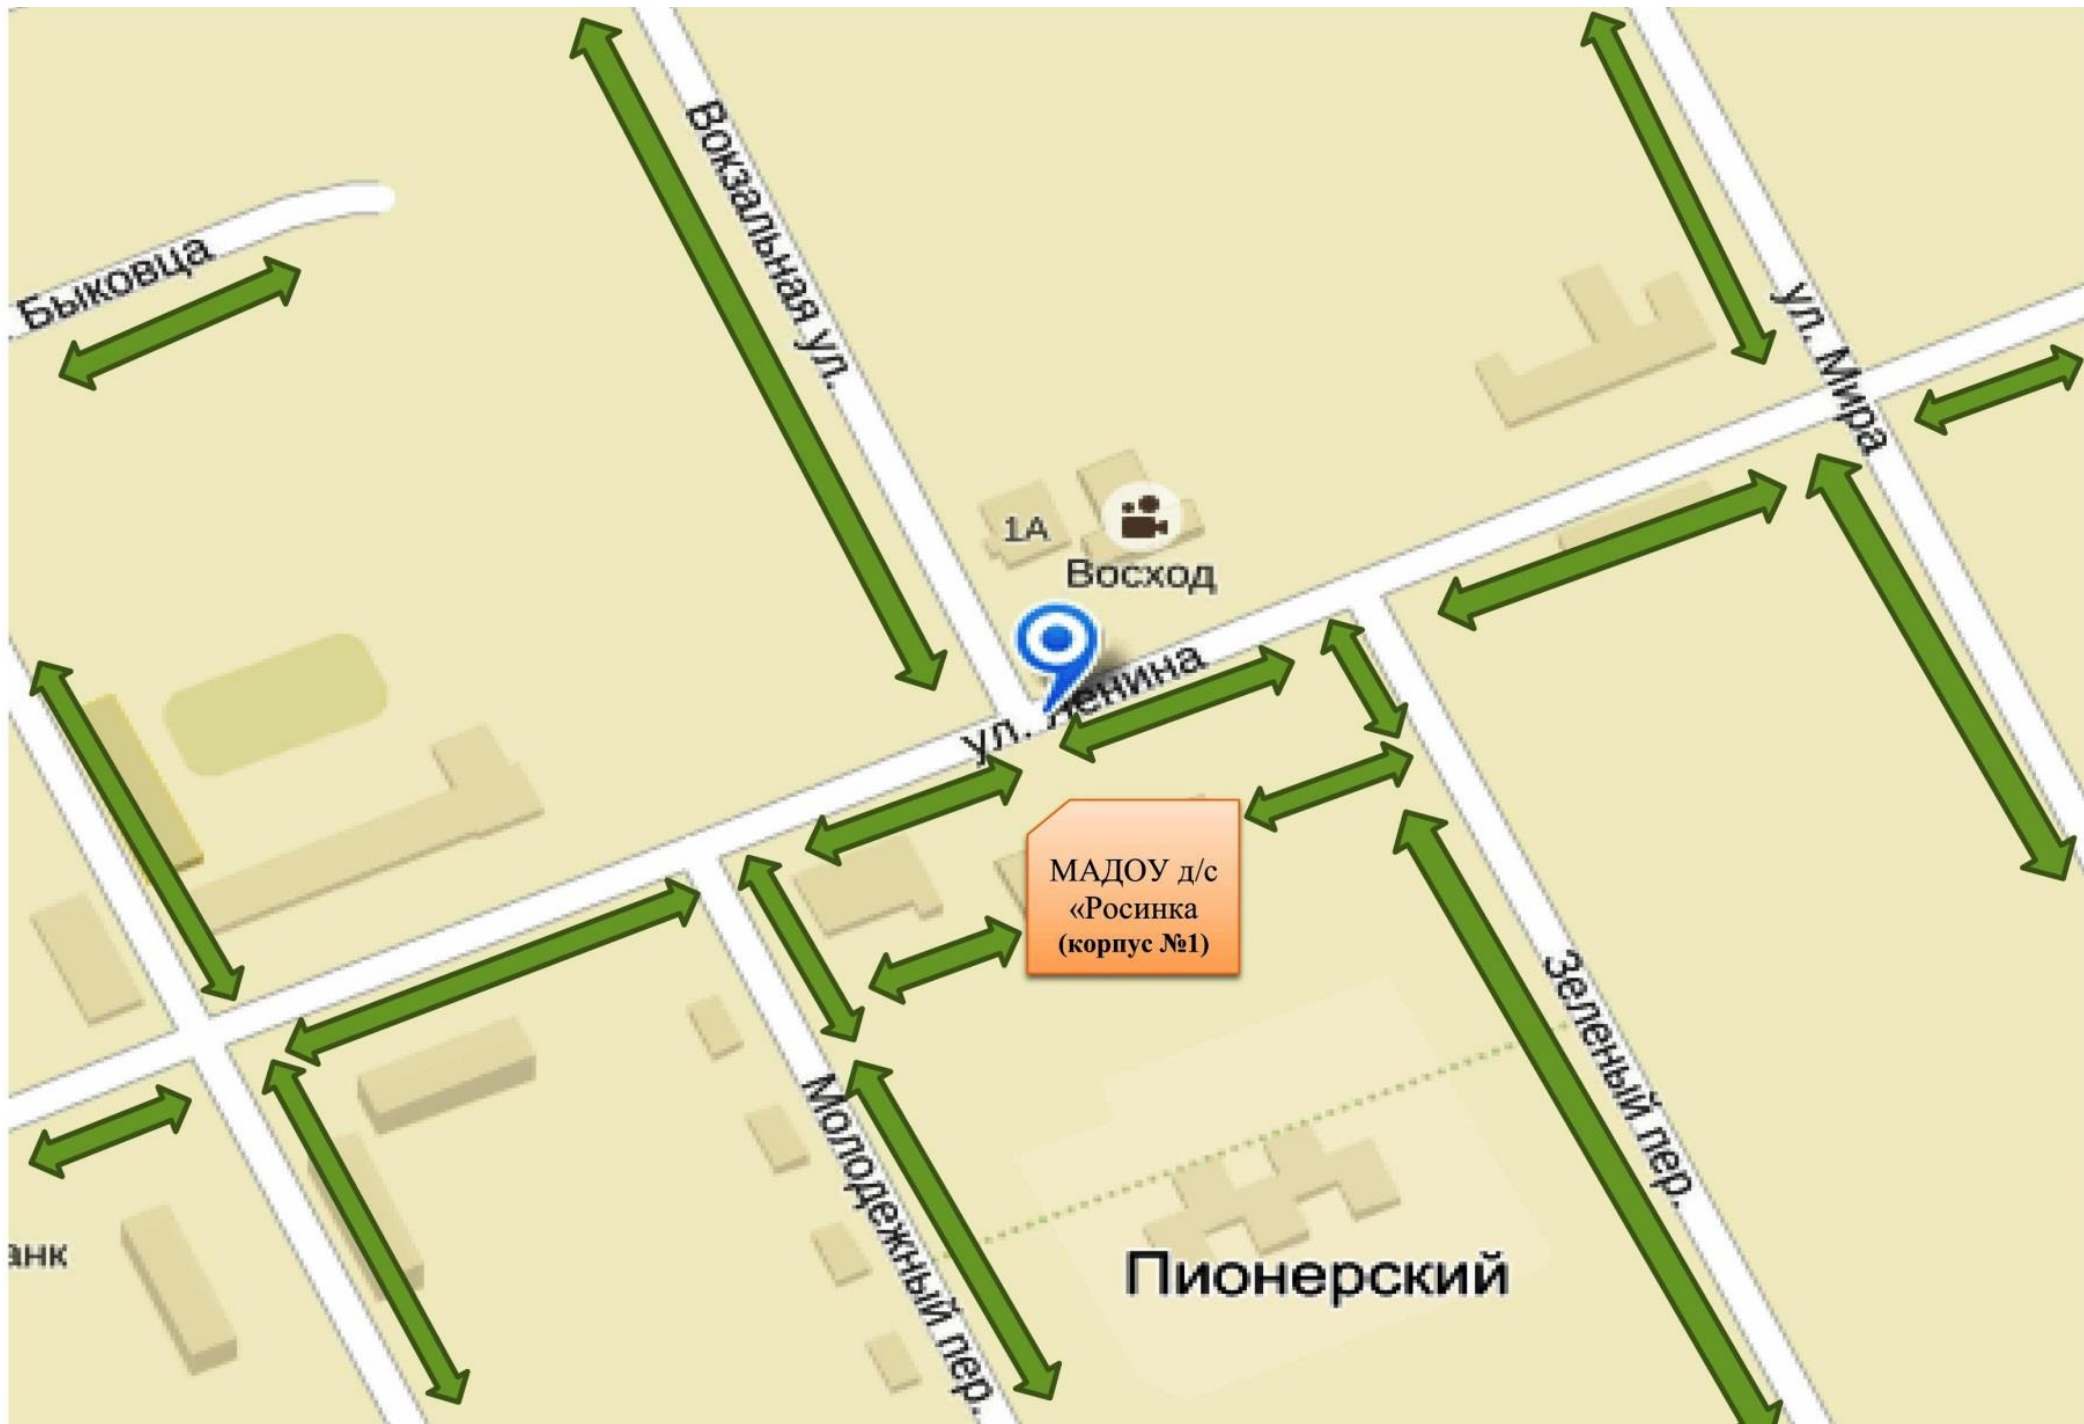 Вокзальная ул.
Быковца
ул. Мира
1А
Восход
ул. Ленина
МАДОУ д/с
«Росинка
(корпус №1)
Зеленый пер.
Молодежный пер.
анк
Пионерский